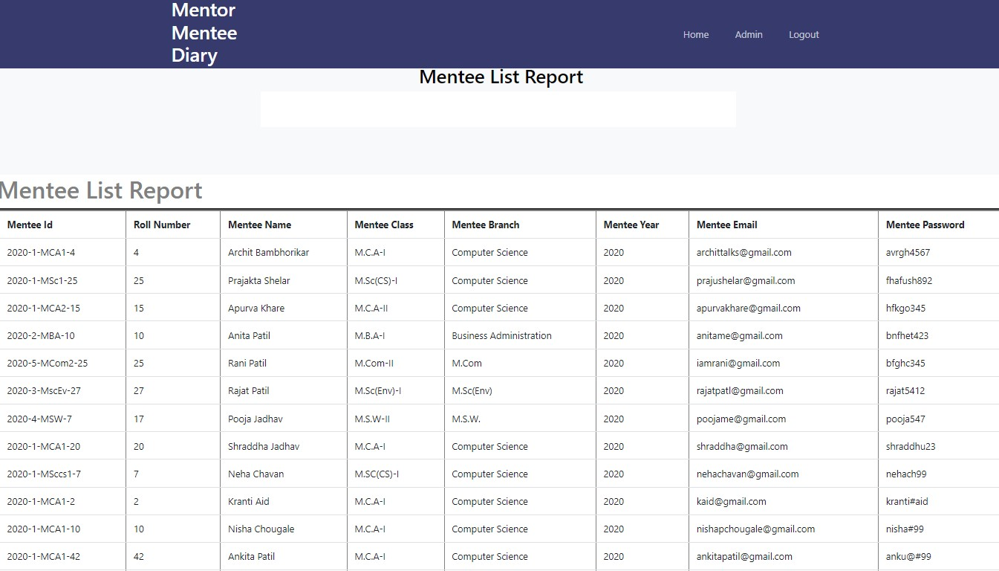 Mentor
Mentee
Diary
Home Admin Logout
Mentee List Report
Mentee List Report
Mentee Id Roll Number Mentee Name Mentee Class Mentee Branch Mentee Year Mentee Email Mentee Password
2020-1-MCA1-4 4 Archit Bambhorikar M.C.A-I Computer Science 2020 archittalks@gmail.com avrgh4567
2020-1-MSc1-25 25 Prajakta Shelar M.Sc(CS)-I Computer Science 2020 prajushelar@gmail.com fhafush892
2020-1-MCA2-15 15 Apurva Khare M.C.A-II Computer Science 2020 apurvakhare@gmail.com hfkgo345
2020-2-MBA-10 10 Anita Patil M.B.A-I Business Administration 2020 anitame@gmail.com bnfhet423
2020-5-MCom2-25 25 Rani Patil M.Com-II M.Com 2020 iamrani@gmail.com bfghc345
2020-3-MscEv-27 27 Rajat Patil M.Sc(Env)-I M.Sc(Env) 2020 rajatpatl@gmail.com rajat5412
2020-4-MSW-7 17 Pooja Jadhav M.S.W-II M.S.W. 2020 poojame@gmail.com pooja547
2020-1-MCA1-20 20 Shraddha Jadhav M.C.A-I Computer Science 2020 shraddha@gmail.com shraddhu23
2020-1-MSccs1-7 7 Neha Chavan M.SC(CS)-I Computer Science 2020 nehachavan@gmail.com nehach99
2020-1-MCA1-2 2 Kranti Aid M.C.A-I Computer Science 2020 kaid@gmail.com kranti#aid
2020-1-MCA1-10 10 Nisha Chougale M.C.A-I Computer Science 2020 nishapchougale@gmail.com nisha#99
2020-1-MCA1-42 42 Ankita Patil M.C.A-I Computer Science 2020 ankitapatil@gmail.com anku@#99